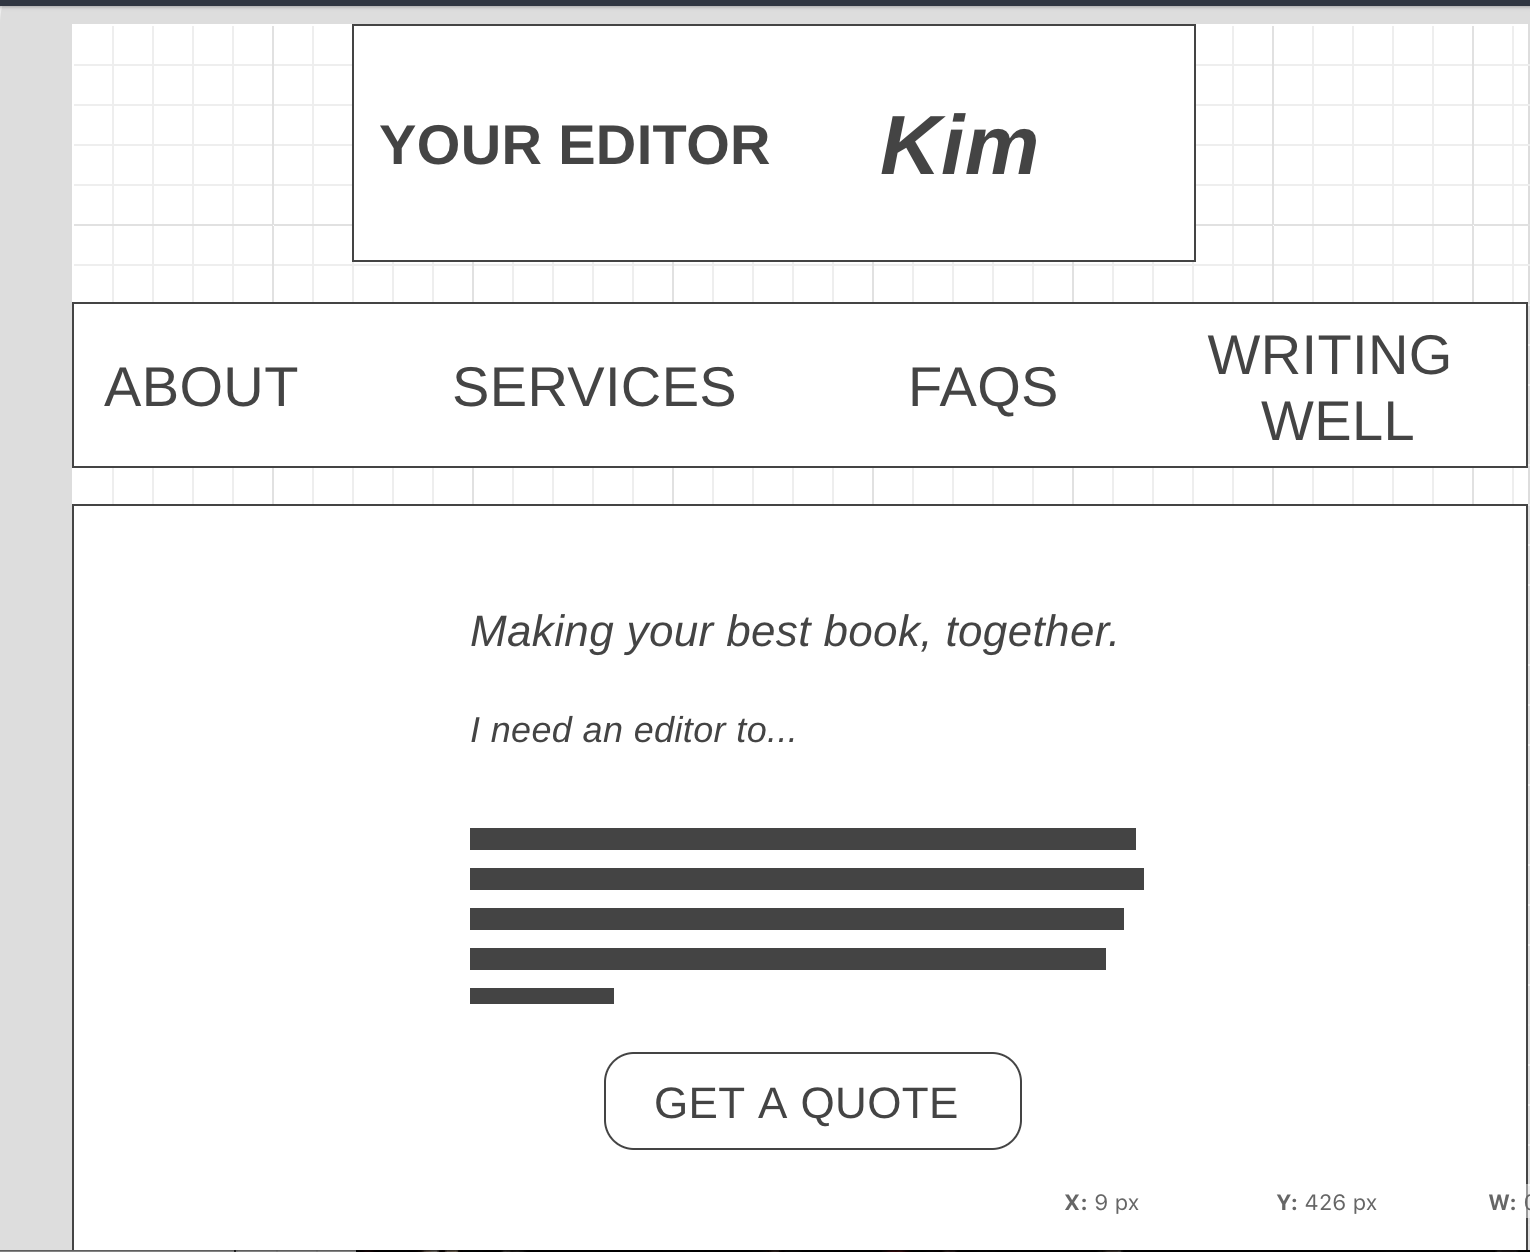 YOUR EDITOR Kim
ABOUT SERVICES FAQS WRITING
WELL
Making your best book, together.
I need an editor to...
GET A QUOTE
X: 9 px Y: 426 px W: